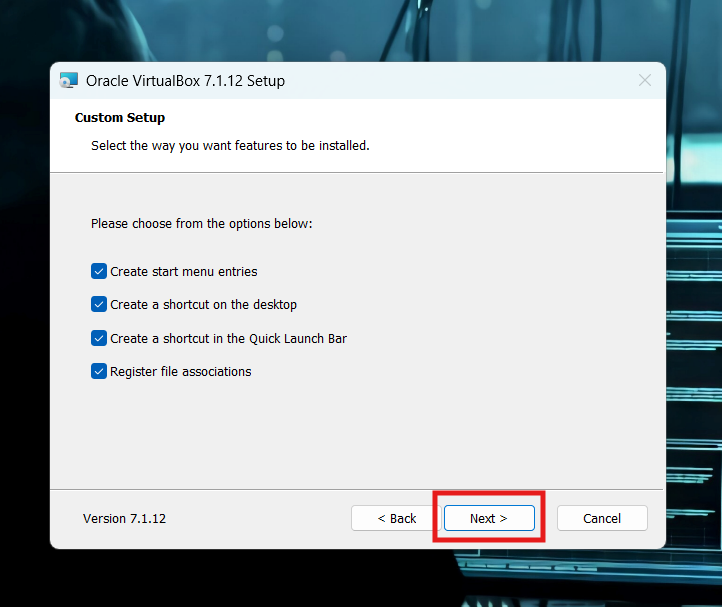 Oracle VirtualBox 7.1.12 Setup
Custom Setup
Select the way you want features to be installed.
Please choose from the options below:
Create start menu entries
Create a shortcut on the desktop
Create a shortcut in the Quick Launch Bar
Register file associations
Version 7.1.12
< Back
Next >
Cancel